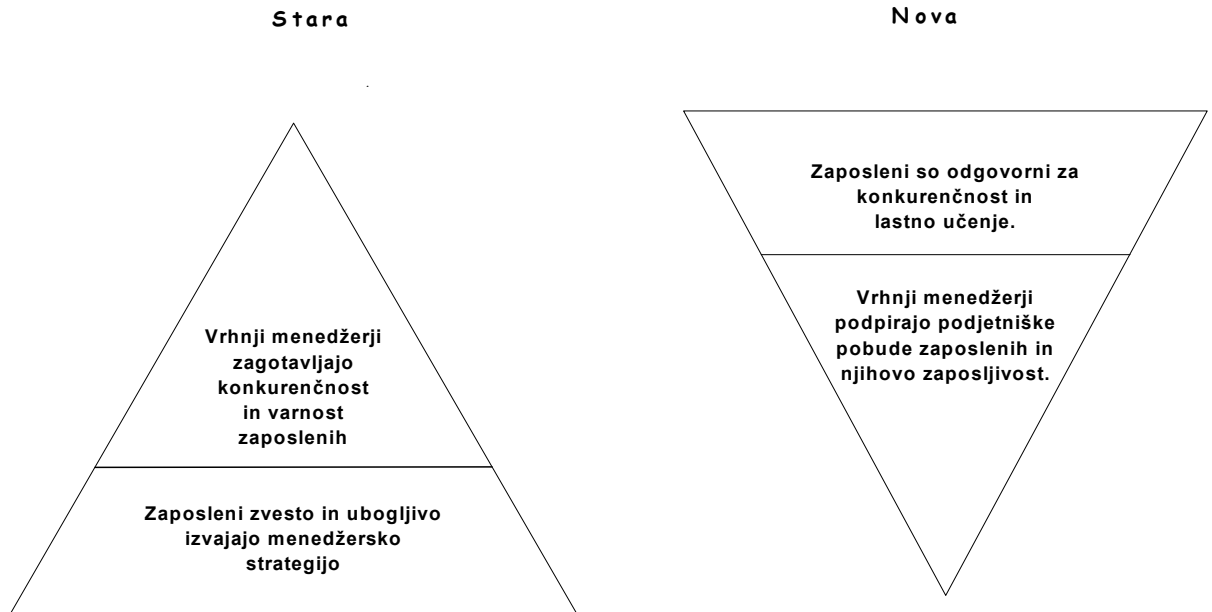 Stara
Vrhnji menedžerji
zagotavljajo
konkurenčnost
in varnost
zaposlenih
Zaposleni zvesto in ubogljivo
izvajajo menedžersko
strategijo
Nova
Zaposleni so odgovorni za
konkurenčnost in
lastno učenje.
Vrhnji menedžerji
podpirajo podjetniške
pobude zaposlenih in
njihovo zaposljivost.